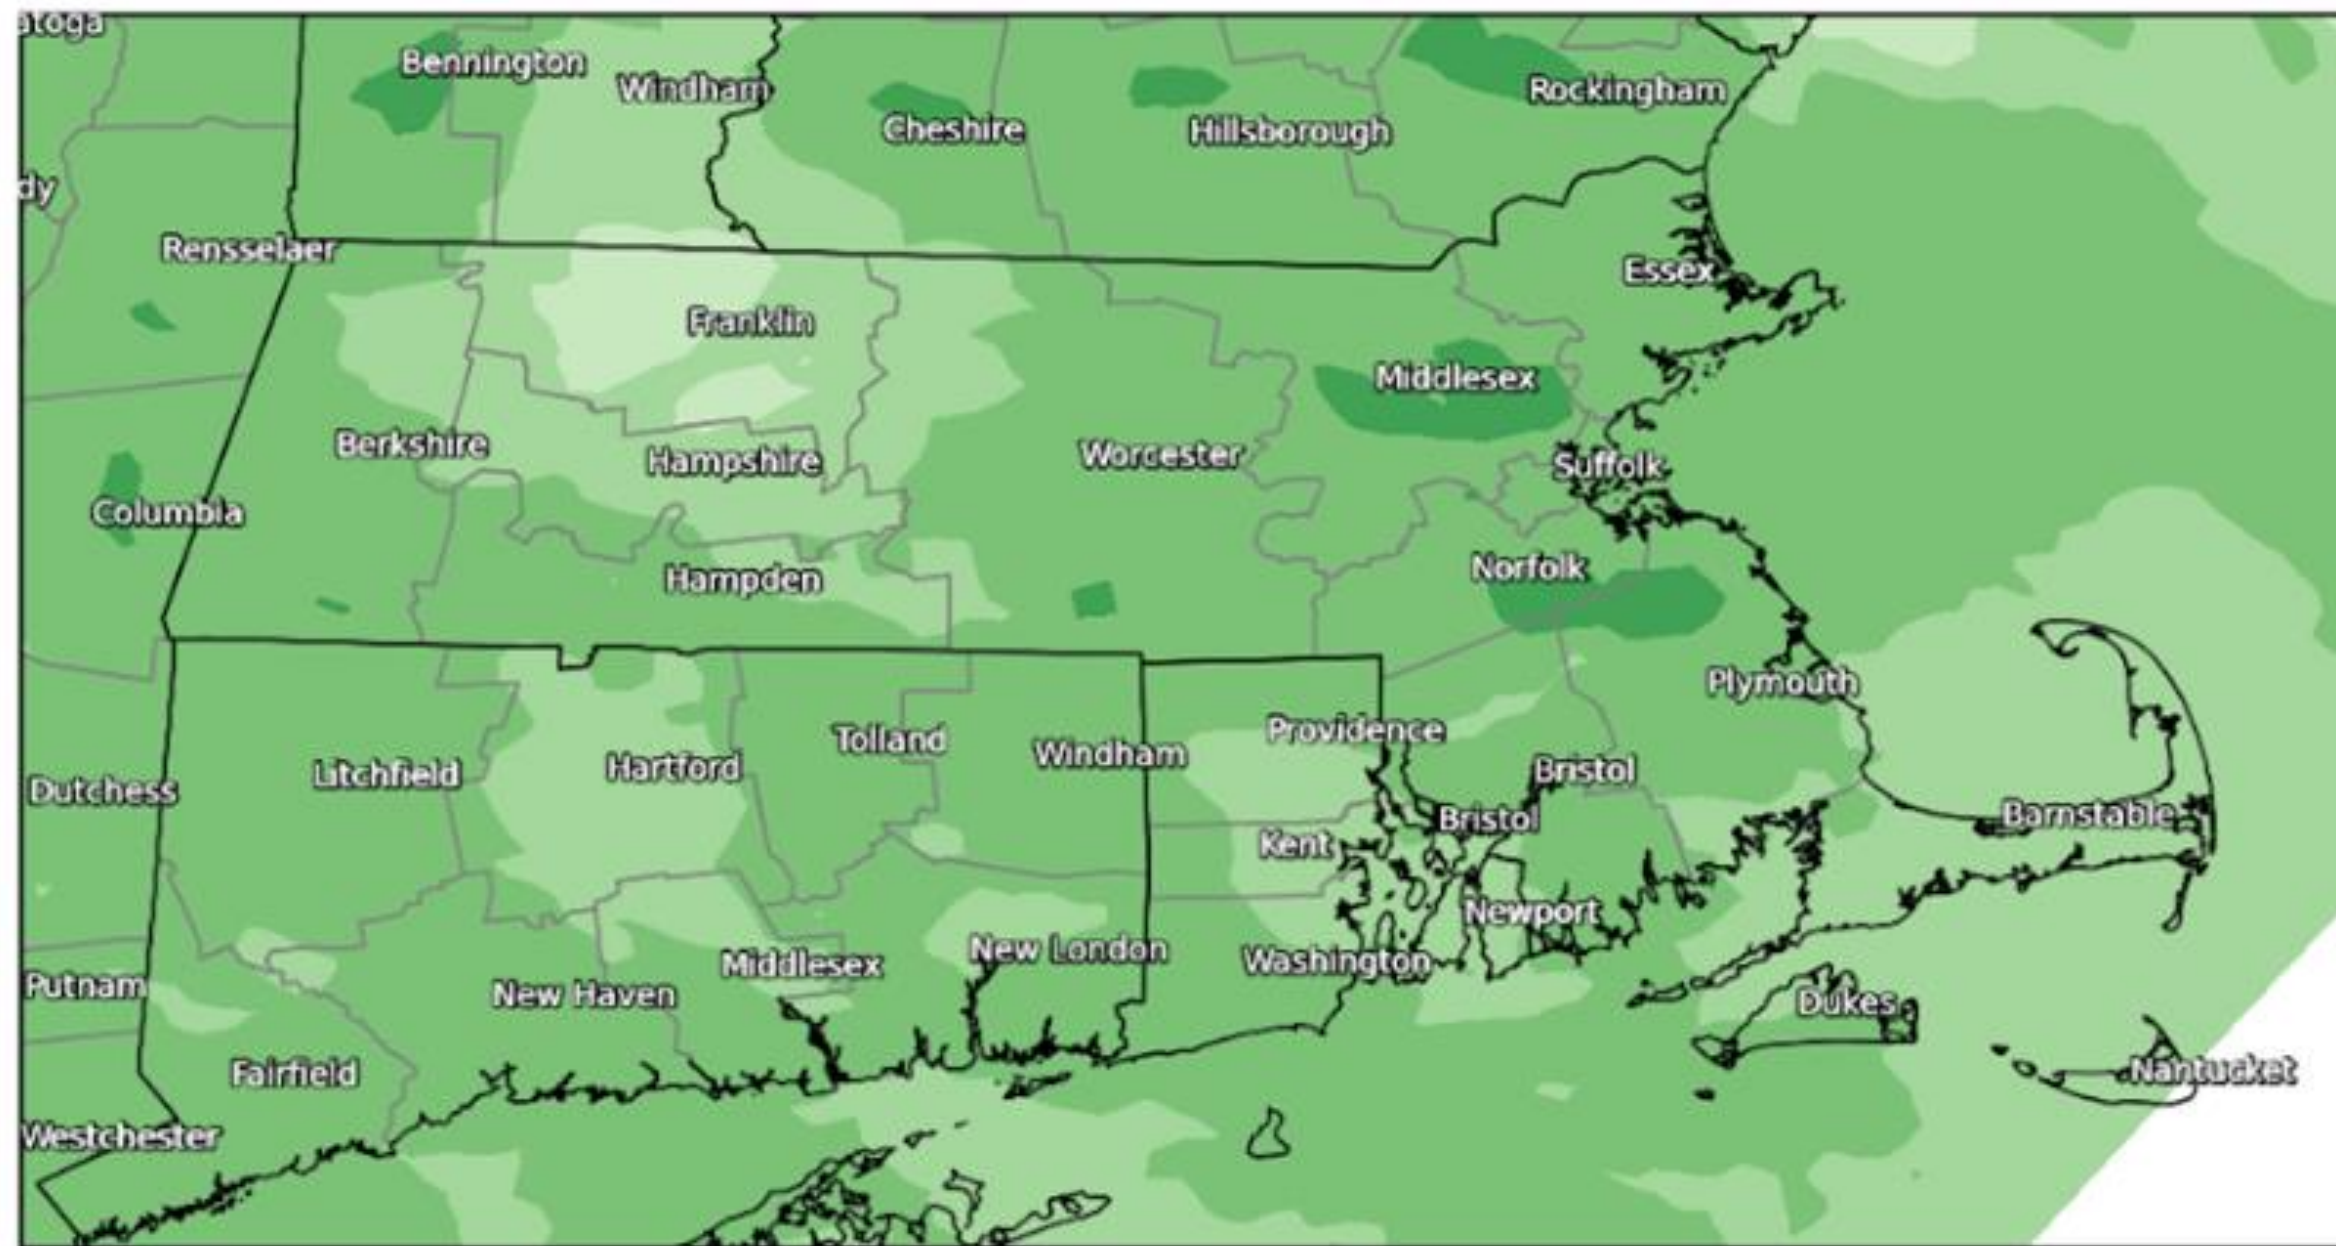 atoga
Bennington
Windham
Rockingham
Cheshire
Hillsborough
dy
Rensselaer
Essex
Franklin
Middlesex
Berkshire
Hampshire
Worcester
Suffolk
Columbia
Norfolk
Hampden
Plymouth
Providence
Tolland
Windham
Hartford
Bristol
Litchfield
Dutchess
Barnstable
Bristol
Kent
Newport
New London
Washington
Middlesex
Putnam
New Haven
Dukes
Nantucket
Fairfield
Westchester